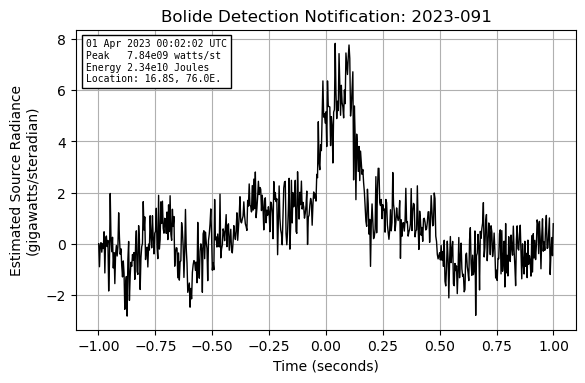 Bolide Detection Notification: 2023-091
01 Apr 2023 00:02:02 UTC
Peak   7.84e09 watts/st
Energy 2.34e10 Joules
Location: 16.8S, 76.0E.
Estimated Source Radiance
(gigawatts/steradian)
8
6
4
2
0
−2
−1.00 −0.75 −0.50 −0.25 0.00 0.25 0.50 0.75 1.00
Time (seconds)